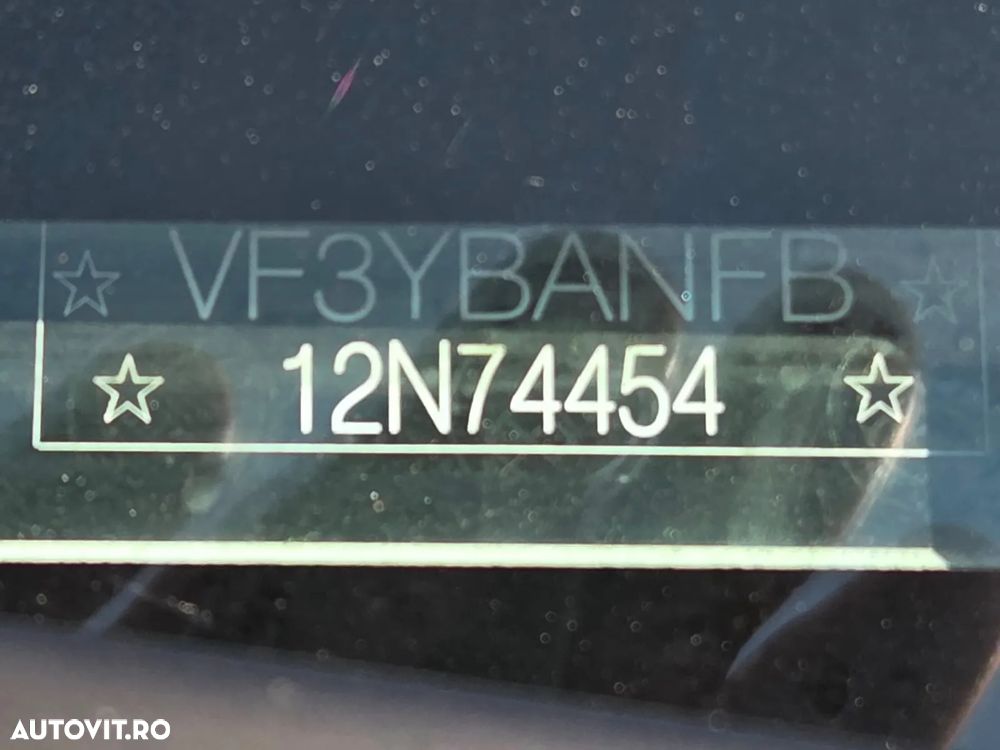 ☆ VF3YBANFB ☆
☆ 12N74454 ☆
AUTOVIT.RO